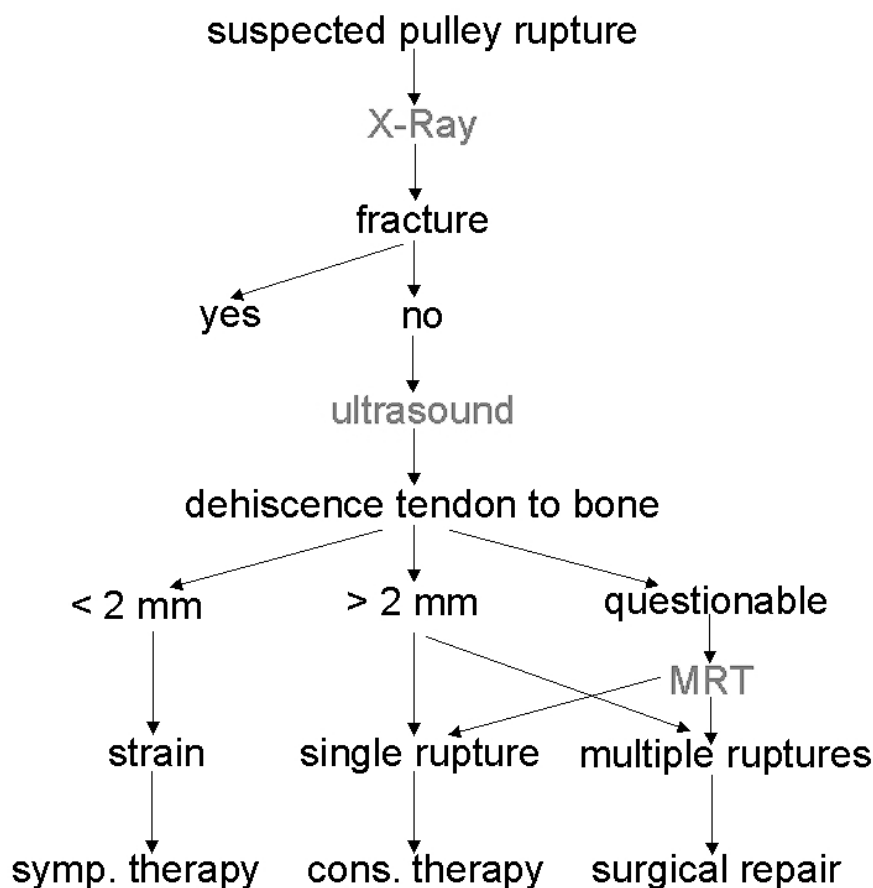 suspected pulley rupture
X-Ray
fracture
yes no
ultrasound
dehiscence tendon to bone
< 2 mm > 2 mm questionable
MRT
strain single rupture multiple ruptures
symp. therapy cons. therapy surgical repair